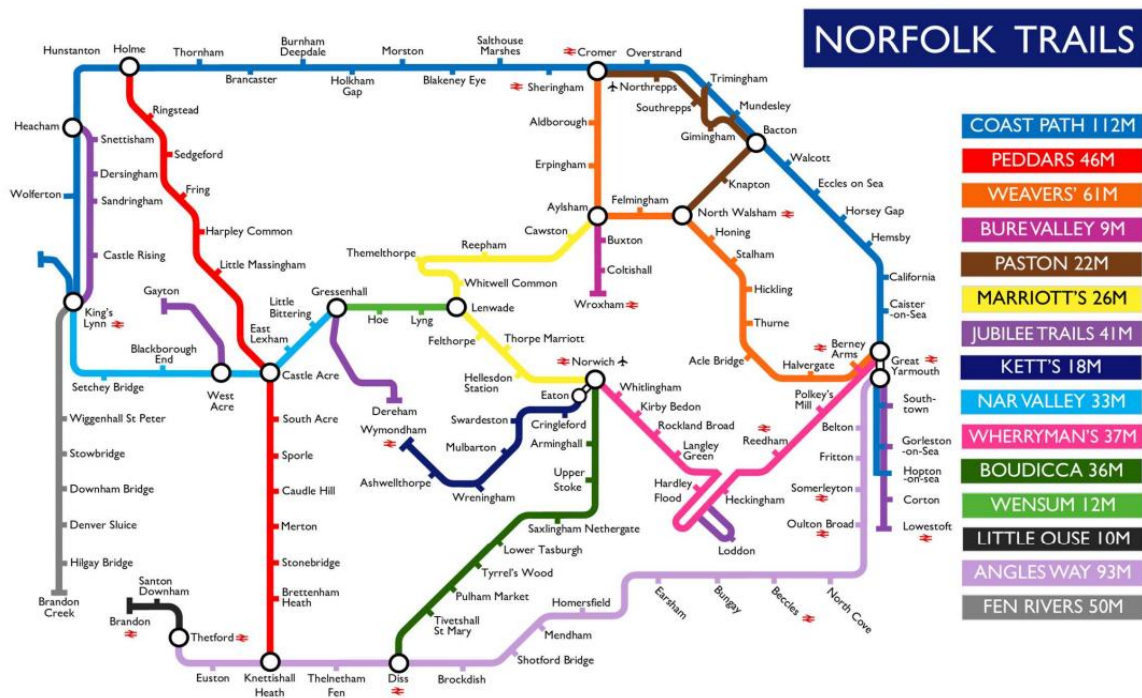 NORFOLK TRAILS
COAST PATH 112M
PEDDARS 46M
WEAVERS' 61M
BURE VALLEY 9M
PASTON 22M
MARRIOTT'S 26M
JUBILEE TRAILS 41M
KETT'S 18M
NAR VALLEY 33M
WHERRYMAN'S 37M
BOUDICCA 36M
WENSUM 12M
LITTLE OUSE 10M
ANGLES WAY 93M
FEN RIVERS 50M
Hunstanton
Holme
Thornham
Brancaster
Burnham
Deepdale
Holkham
Gap
Morston
Blakeney Eye
Salthouse
Marshes
Sheringham
Cromer
Overstrand
Northrepps
Southrepps
Trimingham
Gimingham
Mundesley
Bacton
Walcott
Eccles on Sea
Horsey Gap
Hemsby
California
Caister
-on-Sea
Great
Yarmouth
Heacham
Snettisham
Dersingham
Sandringham
Wolferton
Castle Rising
King's
Lynn
Ringstead
Sedgeford
Fring
Harpley Common
Little Massingham
East
Lexham
Castle Acre
Gayton
Blackborough
End
Setchey Bridge
West
Acre
Little
Bittering
Gressenhall
Hoe
Lyng
Lenwade
Dereham
Aldborough
Erpingham
Aylsham
Felmingham
North Walsham
Knapton
Honing
Stalham
Hickling
Thurne
Acle Bridge
Halvergate
Berney
Arms
Buxton
Coltishall
Wroxham
Cawston
Reepham
Themelthorpe
Whitwell Common
Felthorpe
Thorpe Marriott
Hellesdon
Station
Norwich
Eaton
Cringleford
Swardeston
Mulbarton
Wreningham
Ashwellthorpe
Wymondham
Whitlingham
Kirby Bedon
Rockland Broad
Langley
Green
Hardley
Flood
Heckingham
Loddon
Reedham
Polkey's
Mill
South-
town
Gorleston
-on-Sea
Hopton
-on-sea
Corton
Lowestoft
Belton
Fritton
Somerleyton
Oulton Broad
North Cove
Beccles
Bungay
Earsham
Homersfield
Mendham
Shotford Bridge
Brockdish
Diss
Thelnetham
Fen
Knettishall
Heath
Euston
Thetford
Santon
Downham
Brandon
Arminghall
Upper
Stoke
Saxlingham Nethergate
Lower Tasburgh
Tyrrel's Wood
Pulham Market
Tivetshall
St Mary
South Acre
Sporle
Caudle Hill
Merton
Stonebridge
Brettenham
Heath
Wiggenhall St Peter
Stowbridge
Downham Bridge
Denver Sluice
Hilgay Bridge
Brandon
Creek